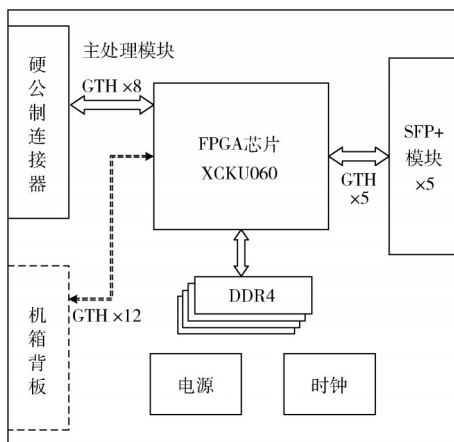 主处理模块
硬公制连接器
GTH ×8
FPGA芯片
XCKU060
GTH
×5
SFP+
模块
×5
机箱背板
GTH ×12
DDR4
电源
时钟